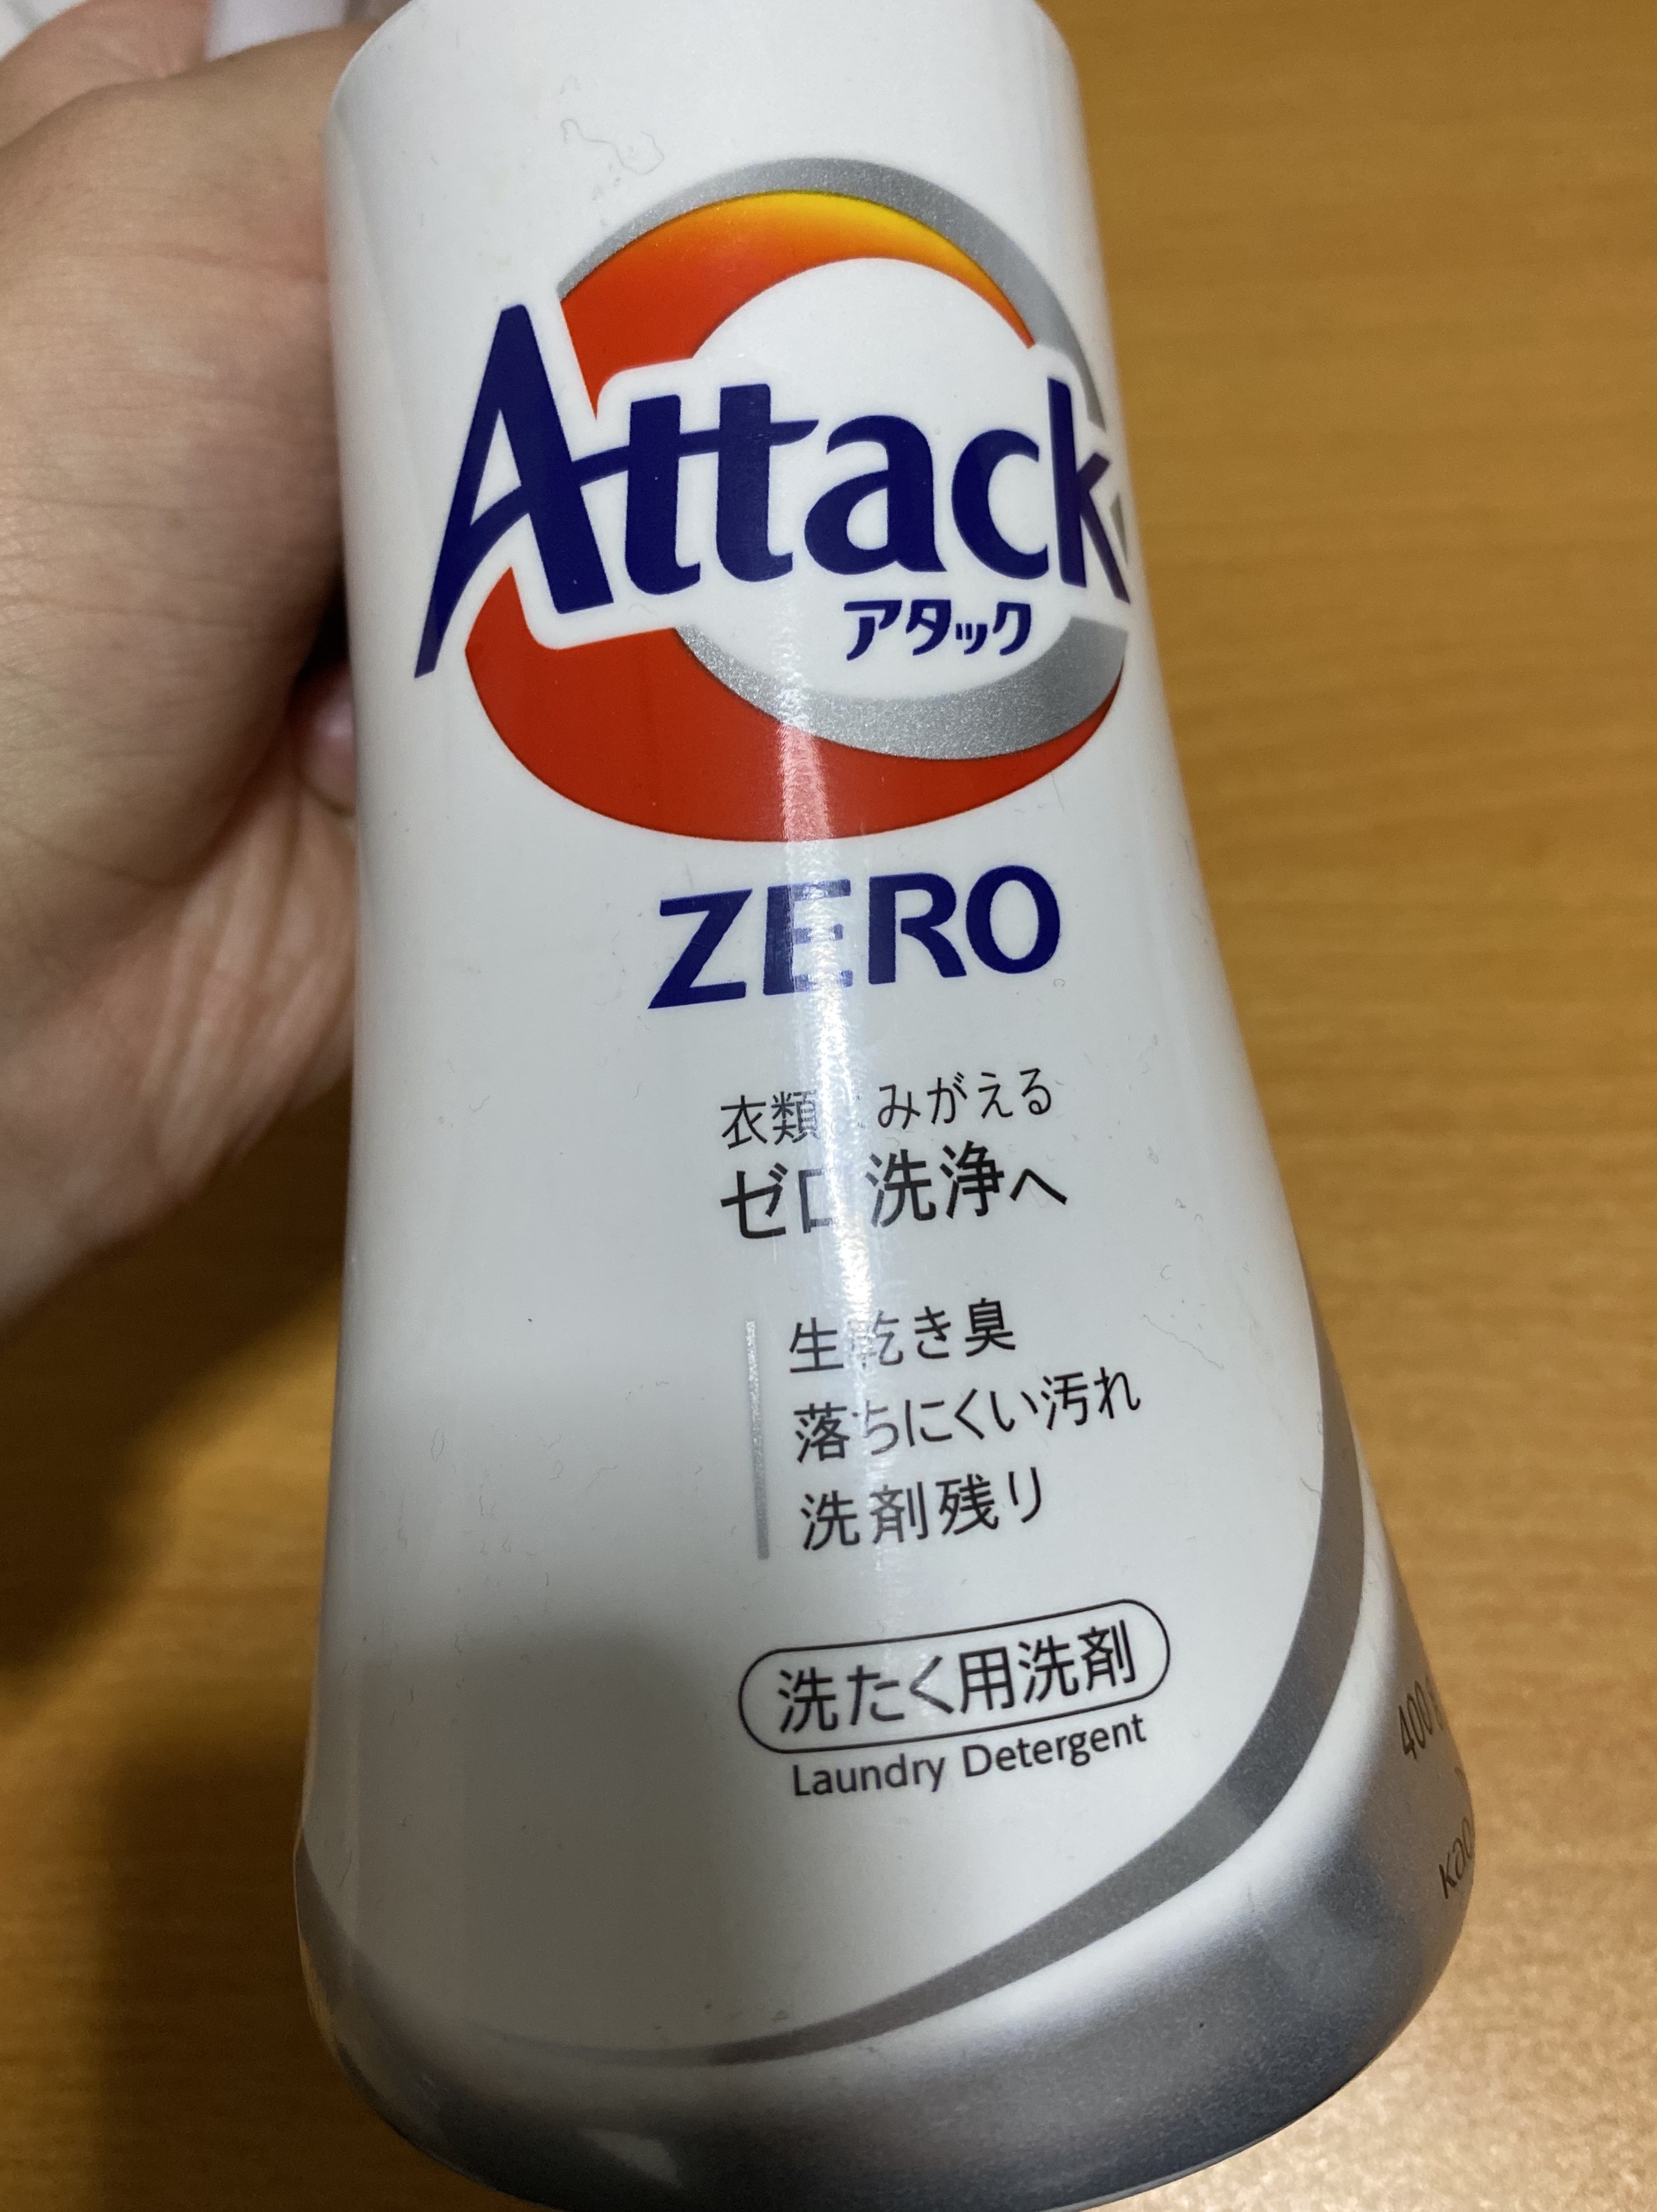 Attack
アタック
ZERO
衣類 みがえる
ゼロ洗浄へ
生乾き臭
落ちにくい汚れ
洗剤残り
洗たく用洗剤
Laundry Detergent
400
Kao